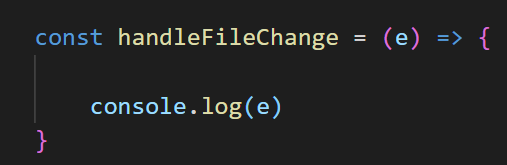 const handleFileChange = (e) => {
console.log(e)
}